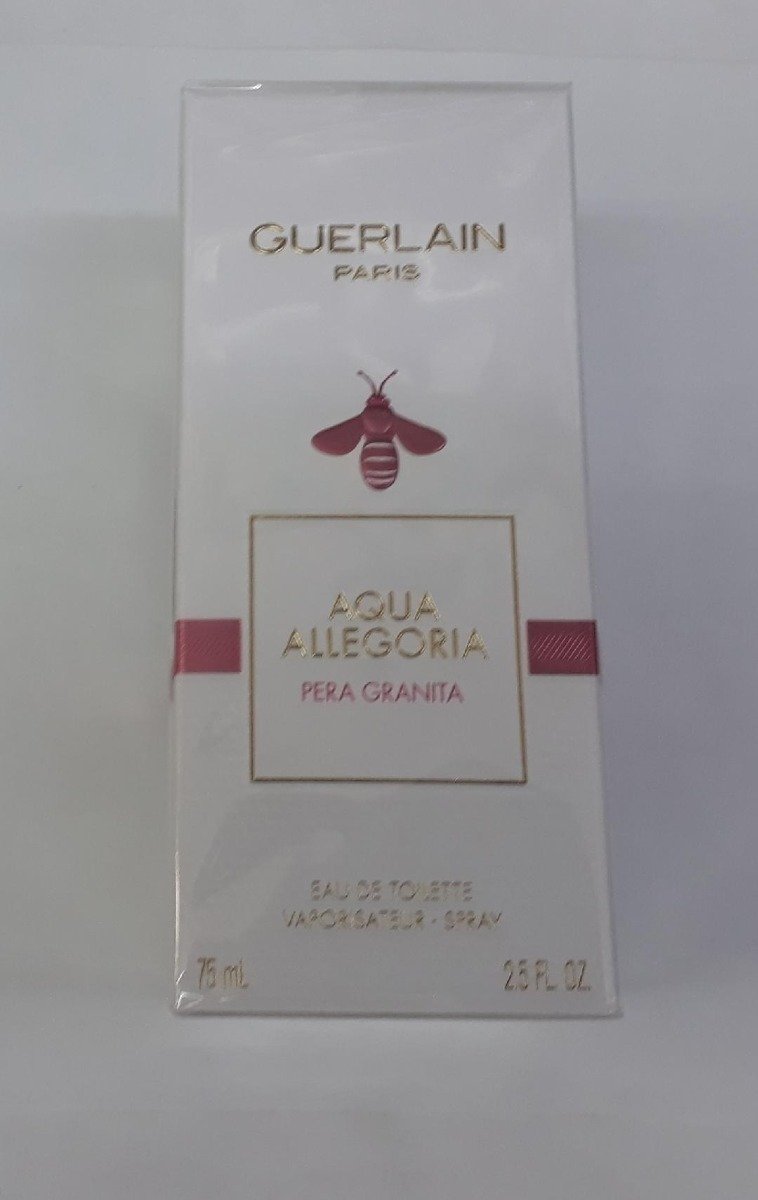 GUERLAIN
PARIS
AQUA
ALLEGORIA
PERA GRANITA
EAU DE TOILETTE
VAPORISATEUR - SPRAY
75 mL
2.5 FL. OZ.